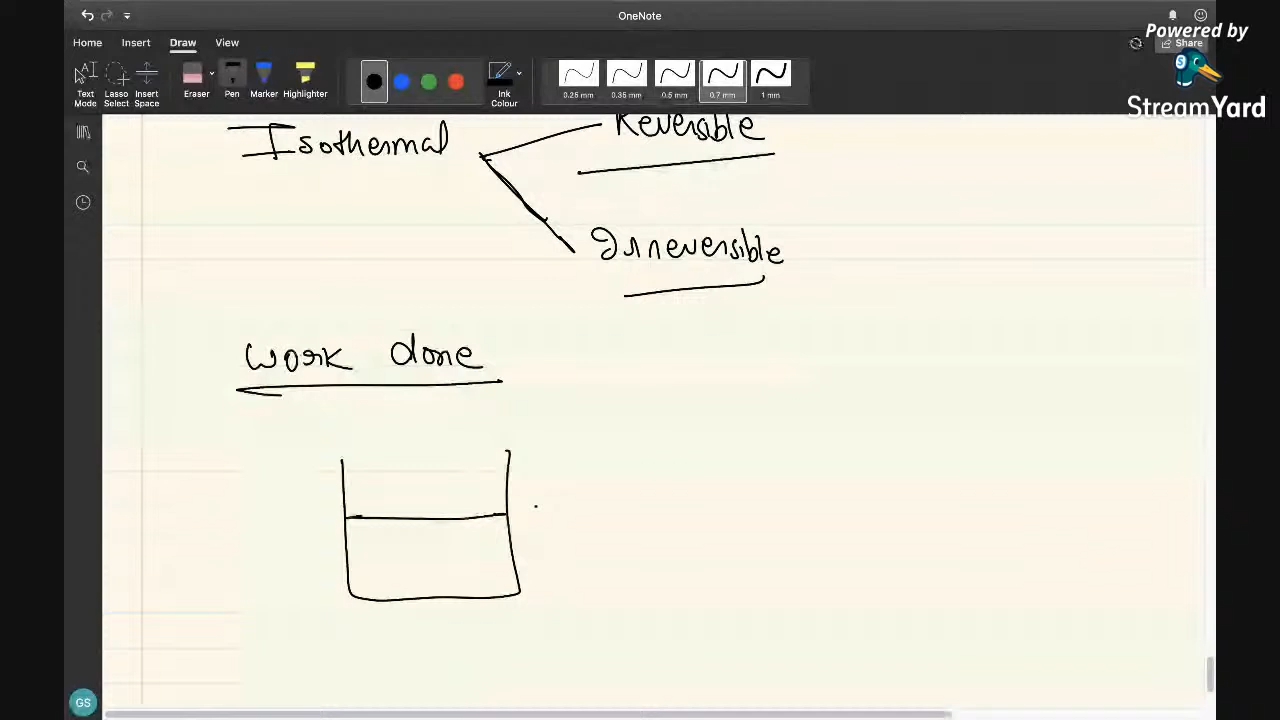 OneNote
Powered by
Home Insert Draw View
Share
StreamYard
Text Mode
Lasso Select
Insert Space
Eraser
Pen
Marker
Highlighter
Ink Colour
0.25 mm
0.35 mm
0.5 mm
0.7 mm
1 mm
Reversible
Isothermal
Irreversible
work done
GS